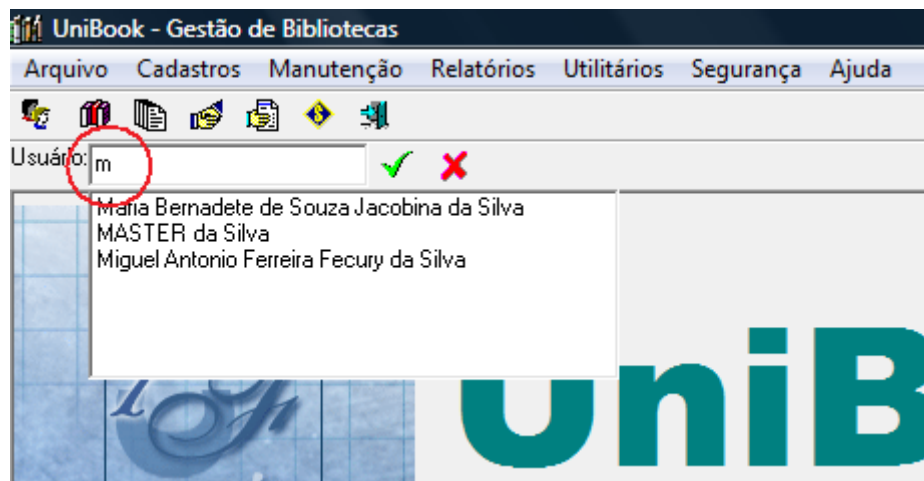 UniBook - Gestão de Bibliotecas
Arquivo Cadastros Manutenção Relatórios Utilitários Segurança Ajuda
Usuário: m
Maria Bernadete de Souza Jacobina da Silva
MASTER da Silva
Miguel Antonio Ferreira Fecury da Silva
UniB